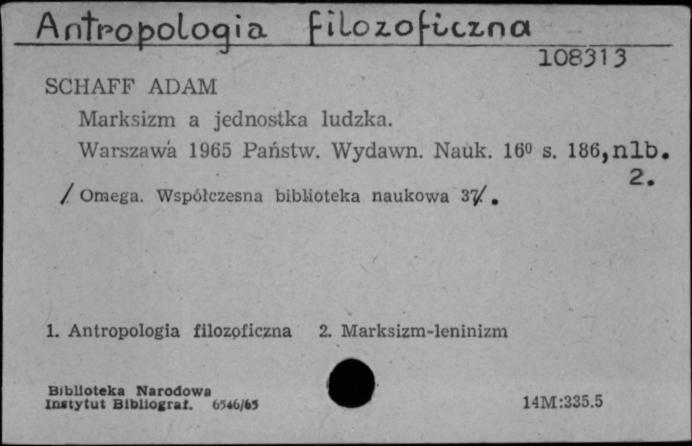 Antropologia filozoficzna
108313
SCHAFF ADAM
Marksizm a jednostka ludzka.
Warszawa 1965 Państw. Wydawn. Nauk. 16⁰ s. 186, nlb.
2.
/ Omega. Współczesna biblioteka naukowa 37/.
1. Antropologia filozoficzna 2. Marksizm-leninizm
Biblioteka Narodowa
Instytut Bibliograf. 6546/65
14M:335.5